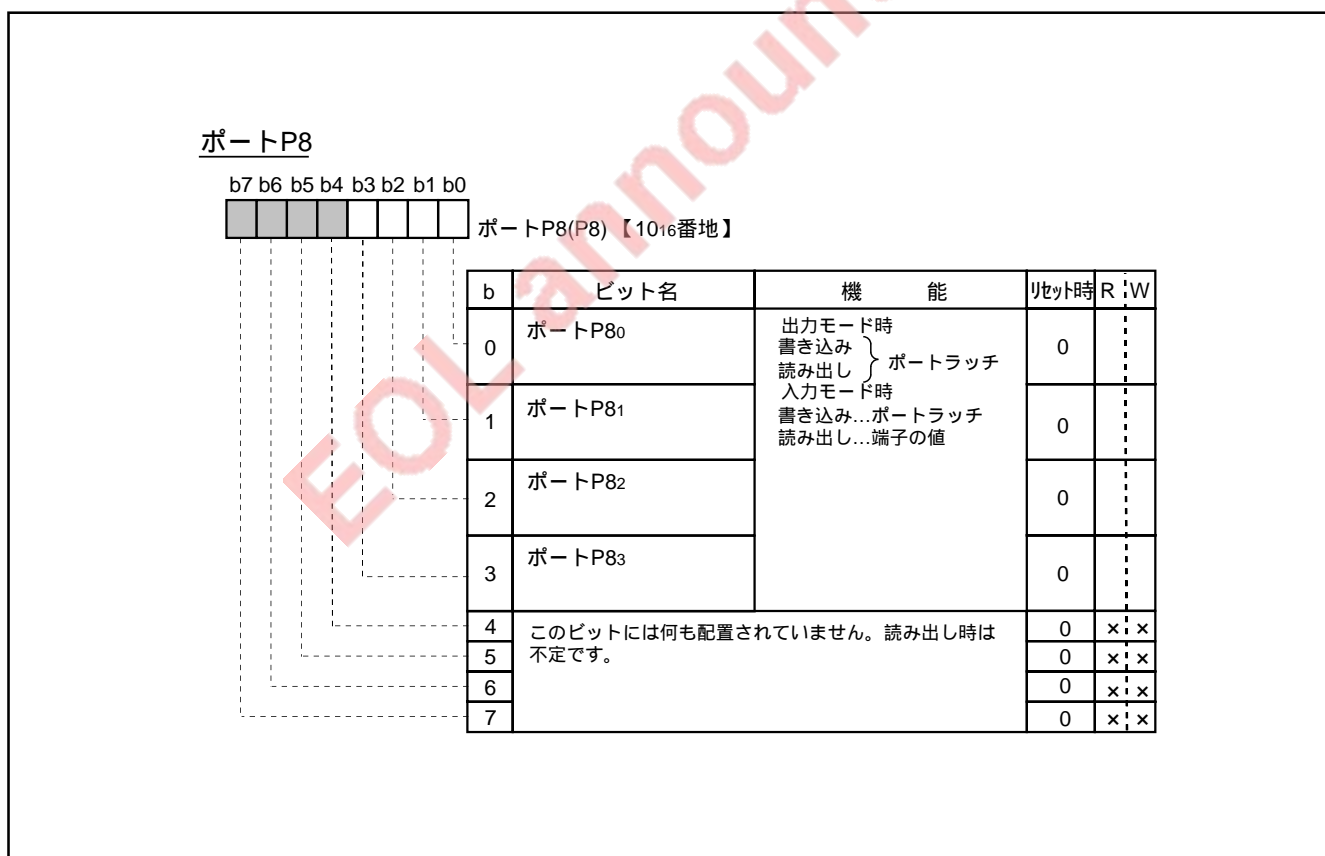 EOL announ
ポートP8
b7 b6 b5 b4 b3 b2 b1 b0
ポートP8(P8)【10₁₆番地】
b ビット名 機 能 ﾘｾｯﾄ時 R W
0 ポートP8₀ 0
出力モード時
書き込み
読み出し } ポートラッチ
入力モード時
書き込み…ポートラッチ
読み出し…端子の値
1 ポートP8₁ 0
2 ポートP8₂ 0
3 ポートP8₃ 0
4 このビットには何も配置されていません。読み出し時は 0 × ×
5 不定です。 0 × ×
6 0 × ×
7 0 × ×